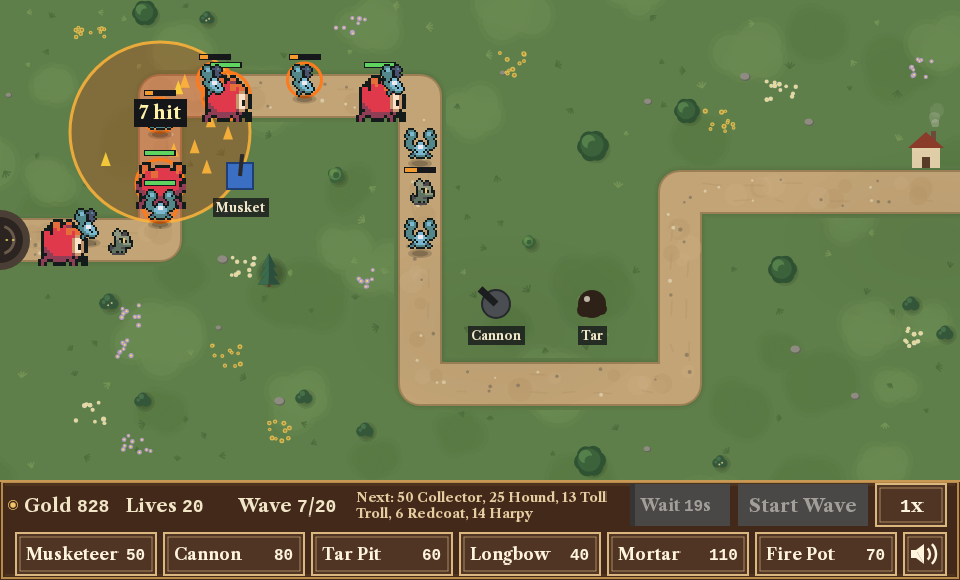 7 hit
Musket
Cannon
Tar
Gold 828
Lives 20
Wave 7/20
Next: 50 Collector, 25 Hound, 13 Toll
Troll, 6 Redcoat, 14 Harpy
Wait 19s
Start Wave
1x
Musketeer 50
Cannon 80
Tar Pit 60
Longbow 40
Mortar 110
Fire Pot 70